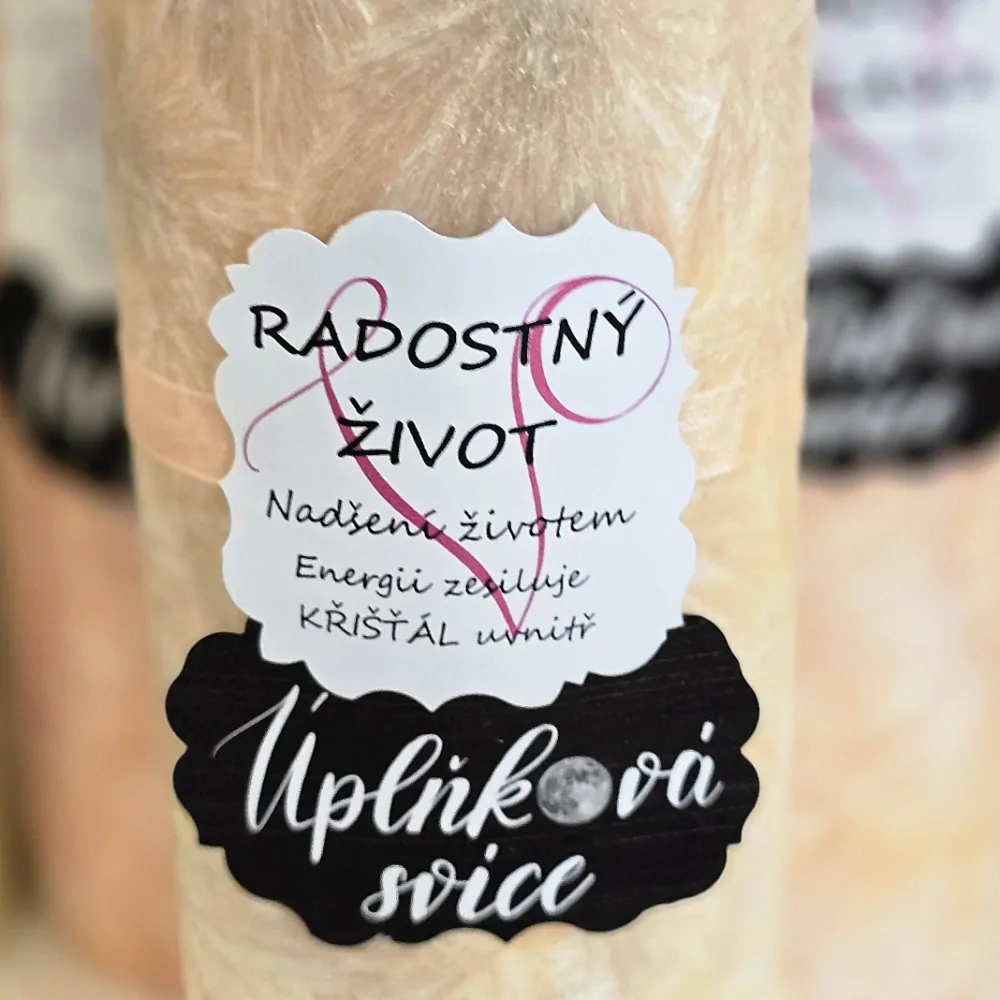 RADOSTNÝ
ŽIVOT
Nadšení životem
Energii zesiluje
KŘIŠŤÁL uvnitř
Úplňková
svíce